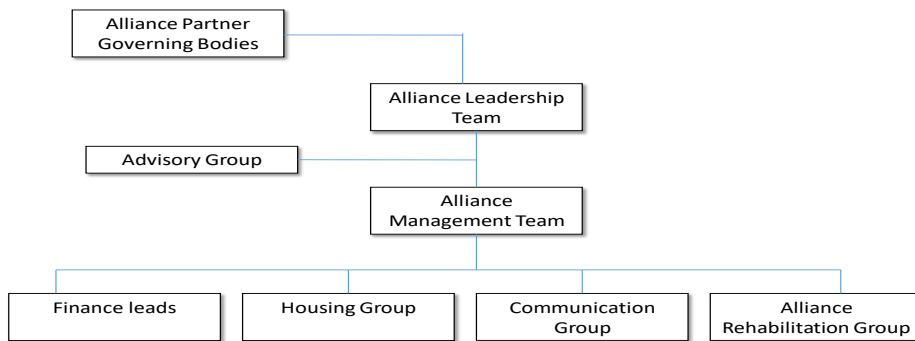 Alliance Partner
Governing Bodies
Alliance Leadership
Team
Advisory Group
Alliance
Management Team
Finance leads
Housing Group
Communication
Group
Alliance
Rehabilitation Group